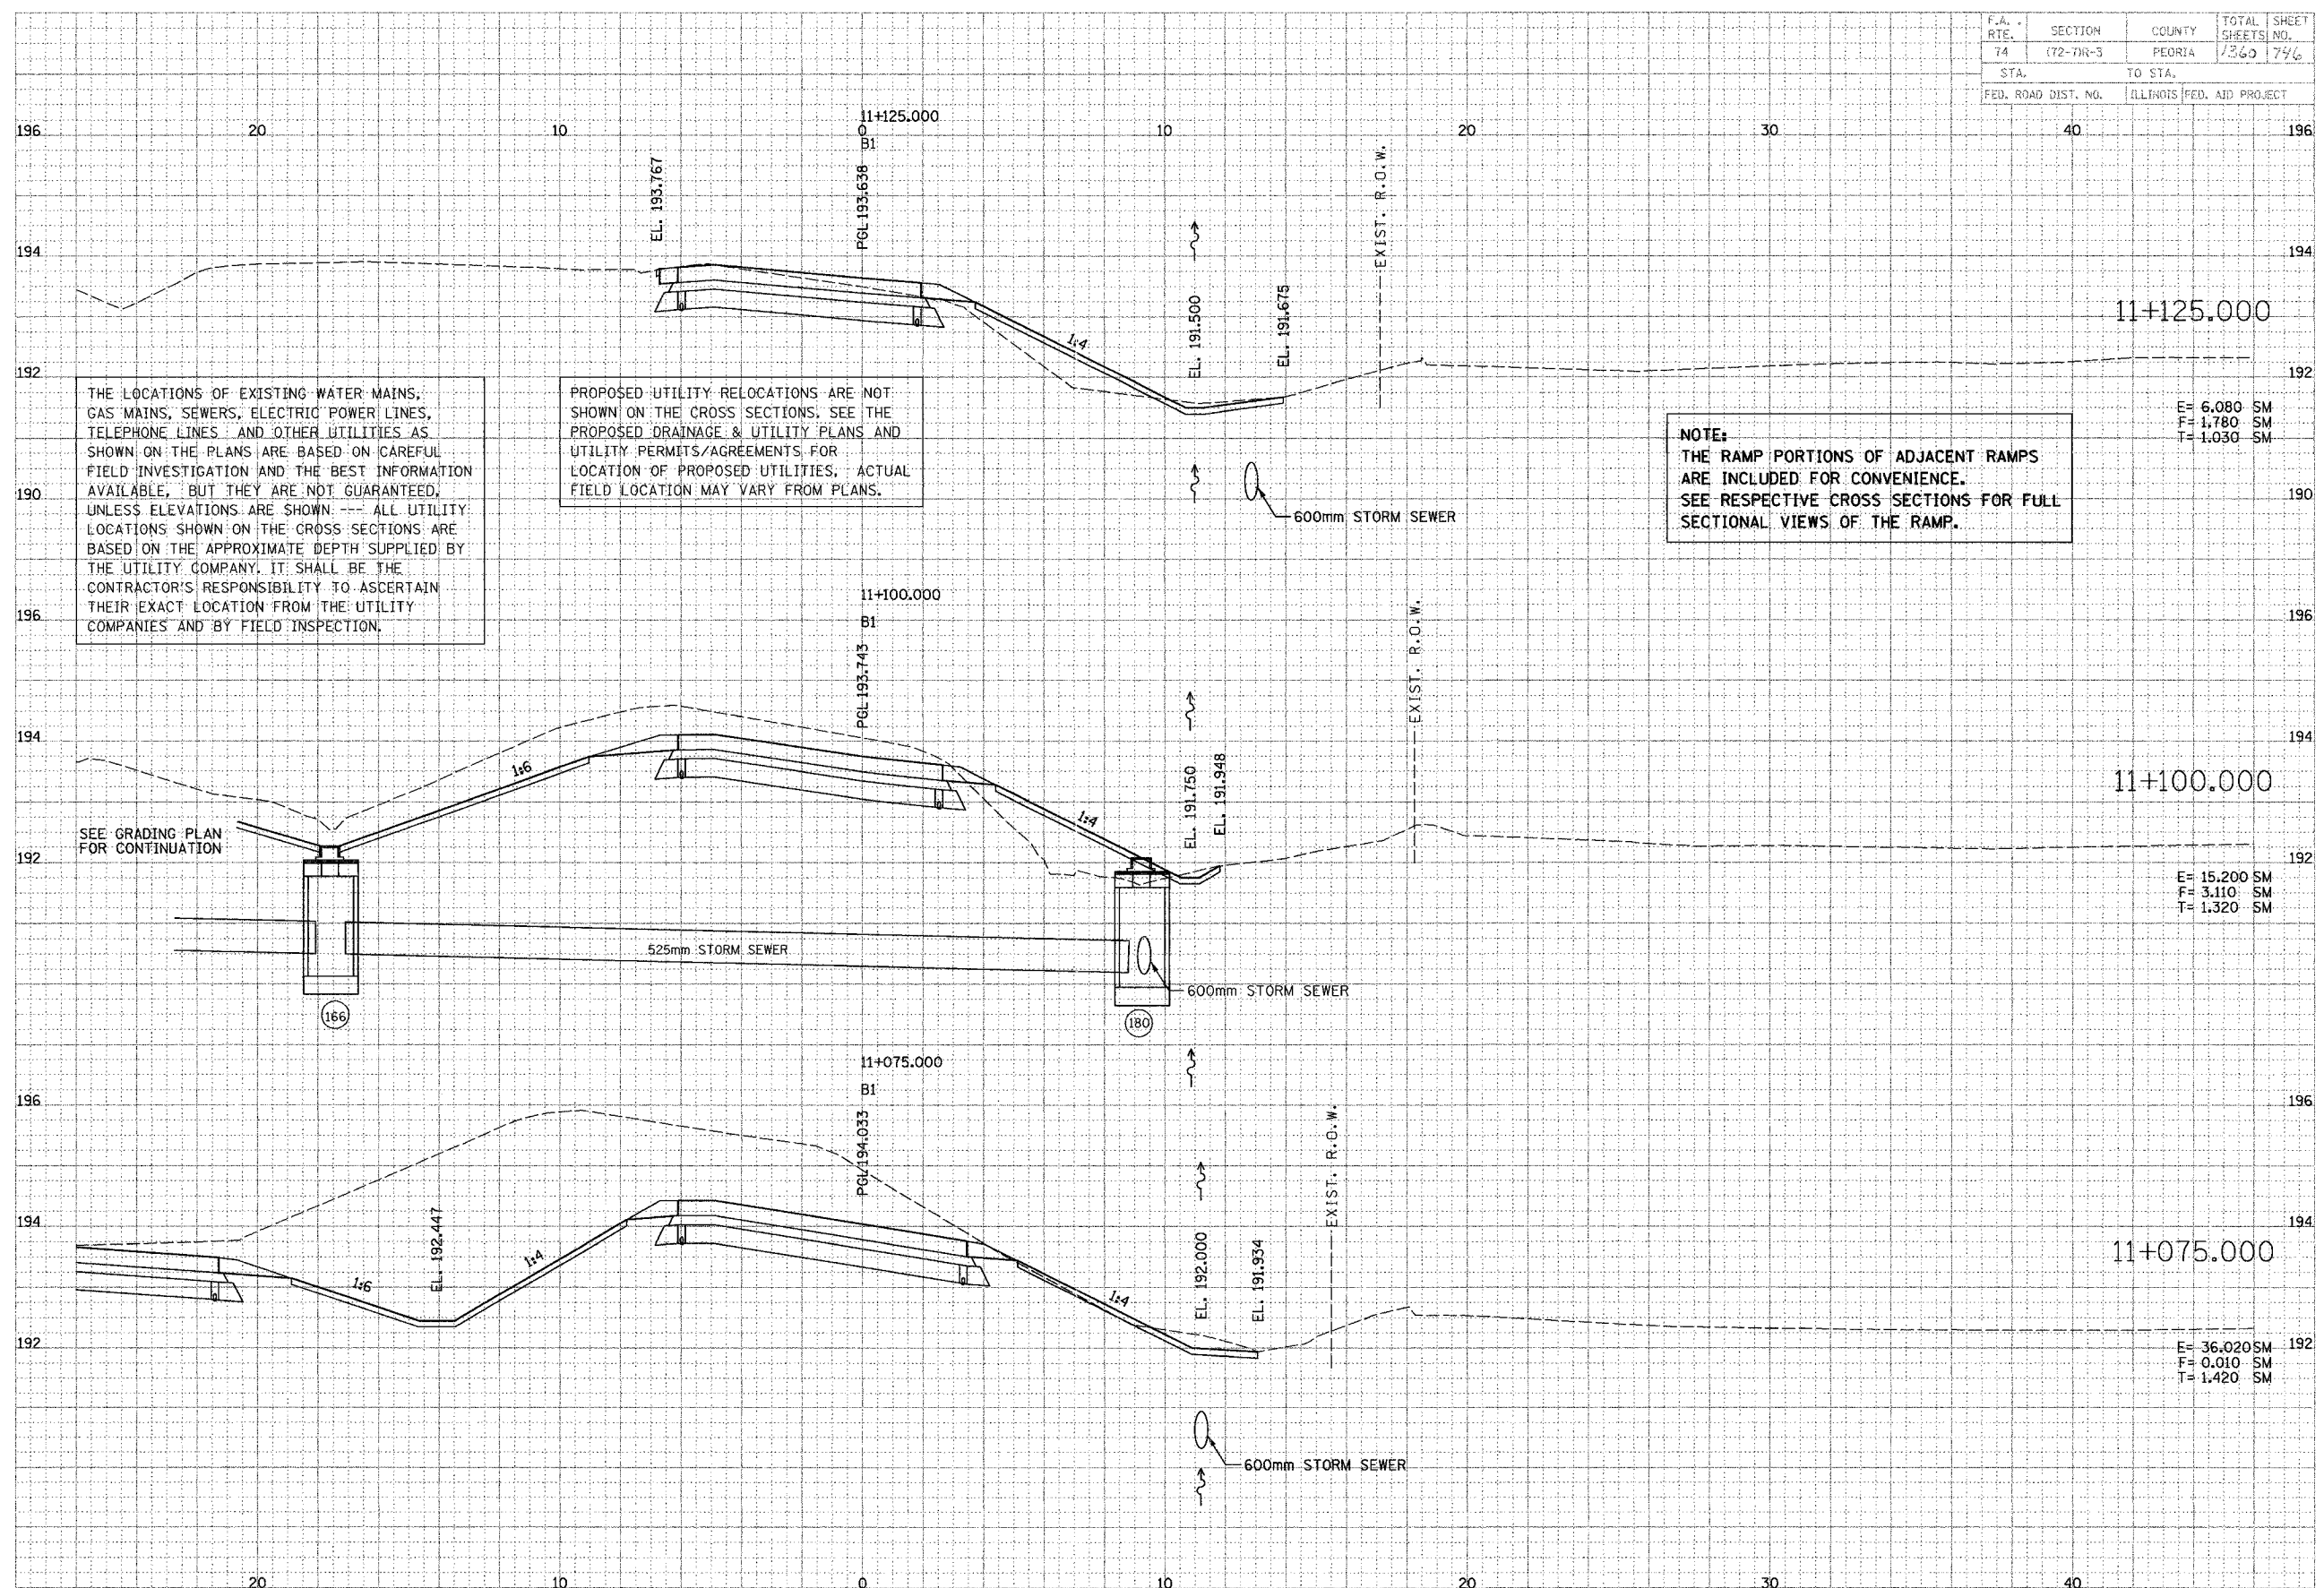 F.A. . RTE. SECTION COUNTY TOTAL SHEETS SHEET NO.
74 (72-7)R-3 PEORIA 1360 746
STA. TO STA.
FED. ROAD DIST. NO. ILLINOIS FED. AID PROJECT
11+125.000
196 20 10 0 10 20 30 40 196
B1
EL. 193.767
PGL 193.638
EXIST. R.O.W.
194 194
EL. 191.500
EL. 191.675
11+125.000
1:4
192 192
THE LOCATIONS OF EXISTING WATER MAINS,
GAS MAINS, SEWERS, ELECTRIC POWER LINES,
TELEPHONE LINES AND OTHER UTILITIES AS
SHOWN ON THE PLANS ARE BASED ON CAREFUL
FIELD INVESTIGATION AND THE BEST INFORMATION
AVAILABLE, BUT THEY ARE NOT GUARANTEED.
UNLESS ELEVATIONS ARE SHOWN --- ALL UTILITY
LOCATIONS SHOWN ON THE CROSS SECTIONS ARE
BASED ON THE APPROXIMATE DEPTH SUPPLIED BY
THE UTILITY COMPANY. IT SHALL BE THE
CONTRACTOR'S RESPONSIBILITY TO ASCERTAIN
THEIR EXACT LOCATION FROM THE UTILITY
COMPANIES AND BY FIELD INSPECTION.
PROPOSED UTILITY RELOCATIONS ARE NOT
SHOWN ON THE CROSS SECTIONS. SEE THE
PROPOSED DRAINAGE & UTILITY PLANS AND
UTILITY PERMITS/AGREEMENTS FOR
LOCATION OF PROPOSED UTILITIES. ACTUAL
FIELD LOCATION MAY VARY FROM PLANS.
E= 6.080 SM
F= 1.780 SM
T= 1.030 SM
NOTE:
THE RAMP PORTIONS OF ADJACENT RAMPS
ARE INCLUDED FOR CONVENIENCE.
SEE RESPECTIVE CROSS SECTIONS FOR FULL
SECTIONAL VIEWS OF THE RAMP.
190 190
600mm STORM SEWER
11+100.000
196 196
B1
PGL 193.743
EXIST. R.O.W.
194 194
1:6
EL. 191.750
EL. 191.948
11+100.000
1:4
SEE GRADING PLAN
FOR CONTINUATION
192 192
E= 15.200 SM
F= 3.110 SM
T= 1.320 SM
525mm STORM SEWER
600mm STORM SEWER
166
180
11+075.000
B1
196 196
PGL 194.033
EXIST. R.O.W.
194 194
EL. 192.447
EL. 192.000
EL. 191.934
11+075.000
1:6
1:4
1:4
192 192
E= 36.020 SM
F= 0.010 SM
T= 1.420 SM
600mm STORM SEWER
20 10 0 10 20 30 40